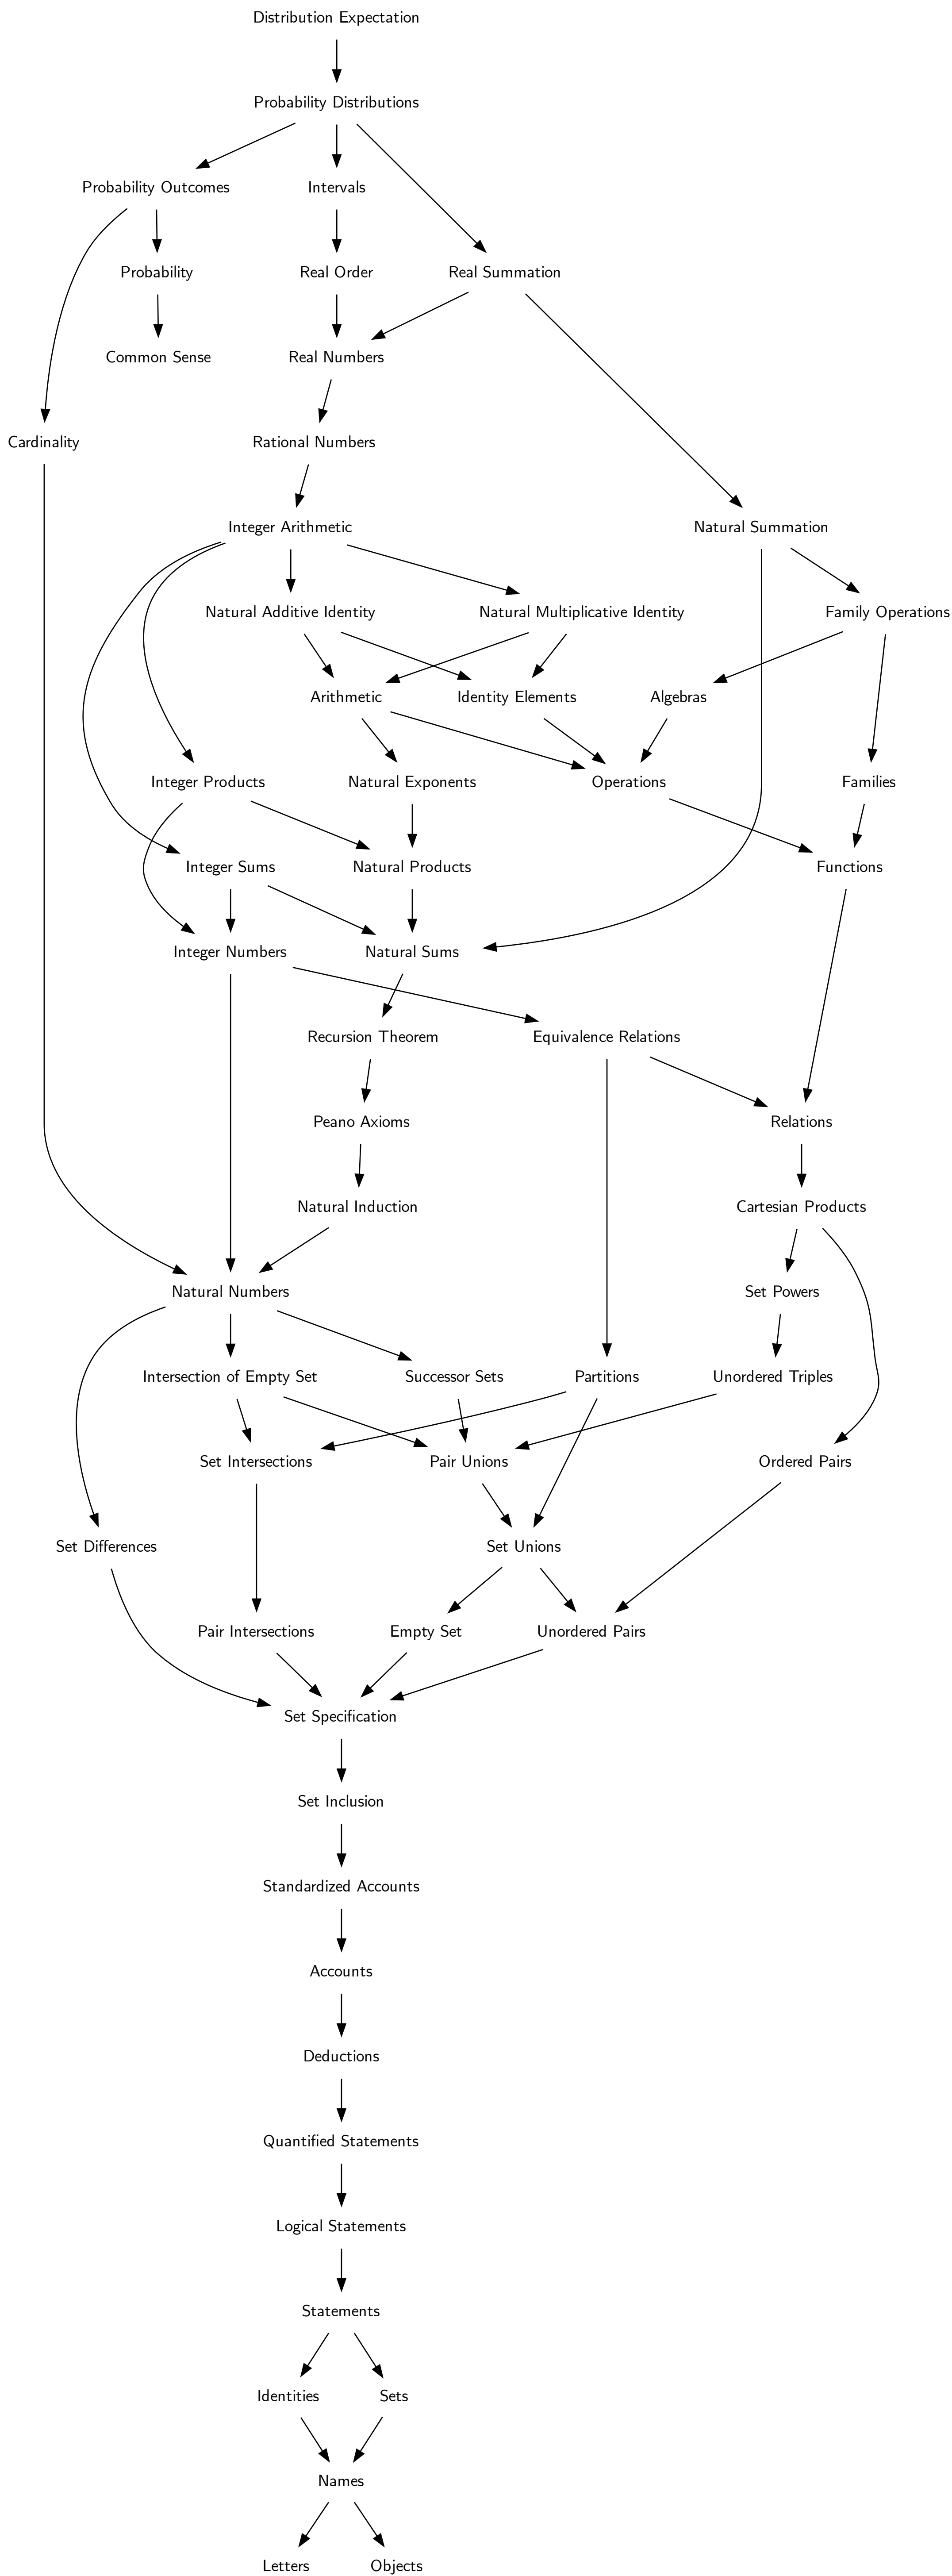 Distribution Expectation
Probability Distributions
Probability Outcomes
Intervals
Probability
Real Order
Real Summation
Common Sense
Real Numbers
Cardinality
Rational Numbers
Integer Arithmetic
Natural Summation
Natural Additive Identity
Natural Multiplicative Identity
Family Operations
Arithmetic
Identity Elements
Algebras
Integer Products
Natural Exponents
Operations
Families
Integer Sums
Natural Products
Functions
Integer Numbers
Natural Sums
Recursion Theorem
Equivalence Relations
Peano Axioms
Relations
Natural Induction
Cartesian Products
Natural Numbers
Set Powers
Intersection of Empty Set
Successor Sets
Partitions
Unordered Triples
Set Intersections
Pair Unions
Ordered Pairs
Set Differences
Set Unions
Pair Intersections
Empty Set
Unordered Pairs
Set Specification
Set Inclusion
Standardized Accounts
Accounts
Deductions
Quantified Statements
Logical Statements
Statements
Identities
Sets
Names
Letters
Objects